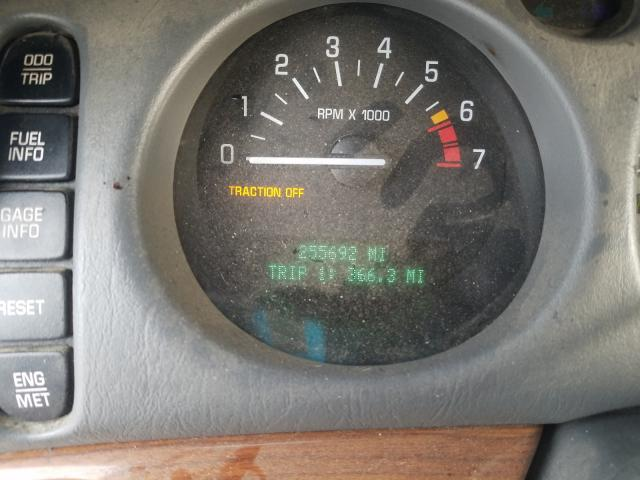 ODO
TRIP
FUEL
INFO
GAGE
INFO
RESET
ENG
MET
0
1
2
3
4
5
6
7
RPM X 1000
TRACTION OFF
255692 MI
TRIP 1: 366.3 MI